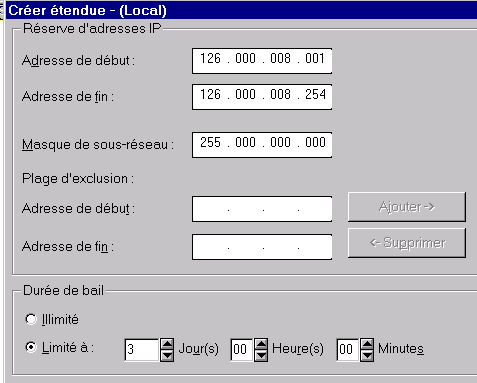 Créer étendue - (Local)
Réserve d'adresses IP
Adresse de début : 126 . 000 . 008 . 001
Adresse de fin : 126 . 000 . 008 . 254
Masque de sous-réseau : 255 . 000 . 000 . 000
Plage d'exclusion :
Adresse de début : . . . Ajouter ->
Adresse de fin : . . . <- Supprimer
Durée de bail
Illimité
Limité à : 3 Jour(s) 00 Heure(s) 00 Minutes